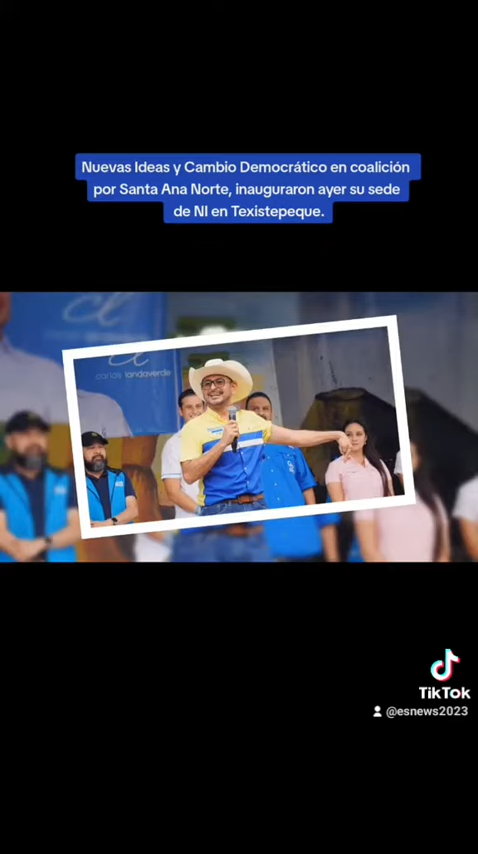 Nuevas Ideas y Cambio Democrático en coalición
por Santa Ana Norte, inauguraron ayer su sede
de NI en Texistepeque.
cl
carlos landaverde
TikTok
@esnews2023